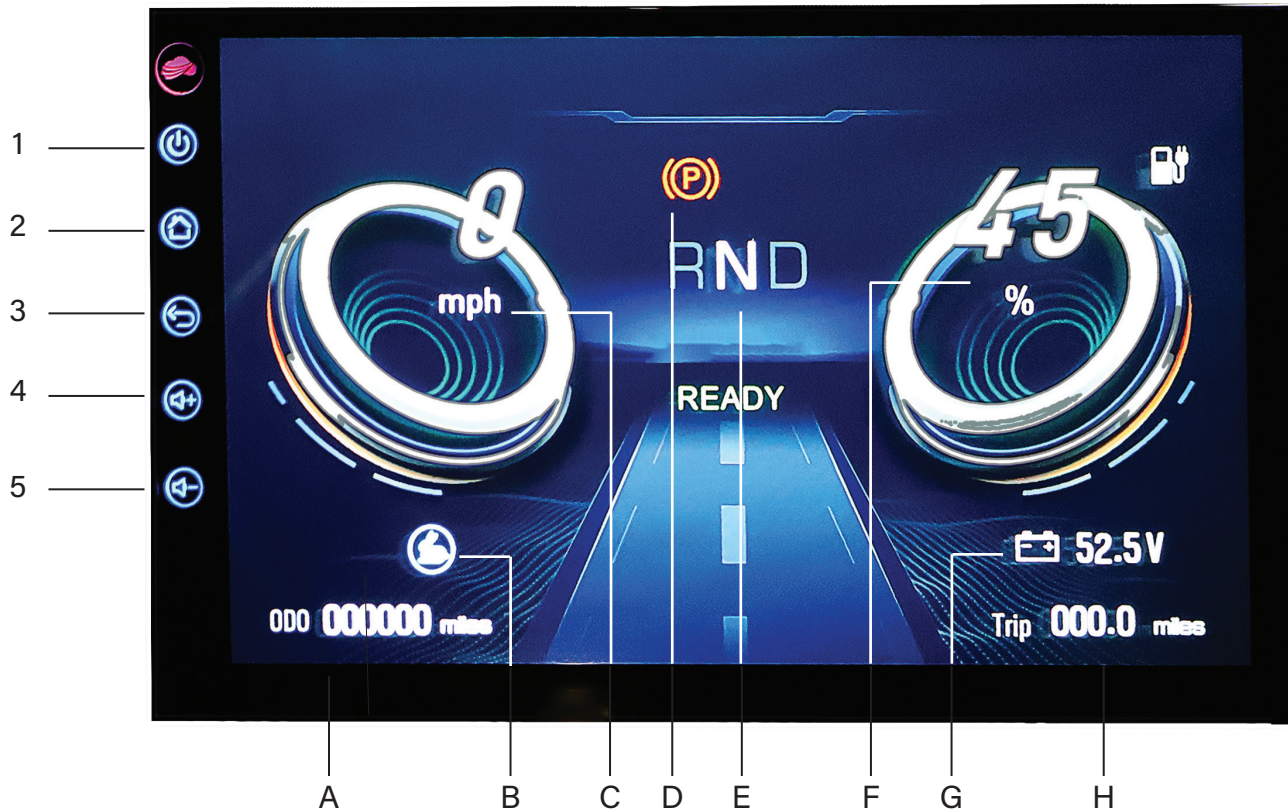 1
2
3
4
5
0
mph
P
RND
45
%
READY
52.5V
ODO 000000 miles
Trip 000.0 miles
A B C D E F G H